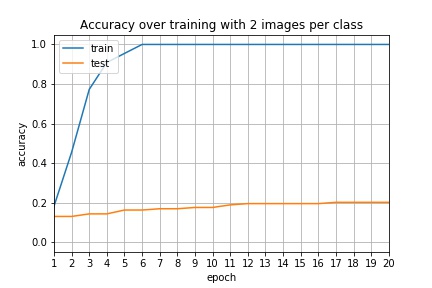 Accuracy over training with 2 images per class
train
test
1.0
0.8
0.6
0.4
0.2
0.0
accuracy
1 2 3 4 5 6 7 8 9 10 11 12 13 14 15 16 17 18 19 20
epoch